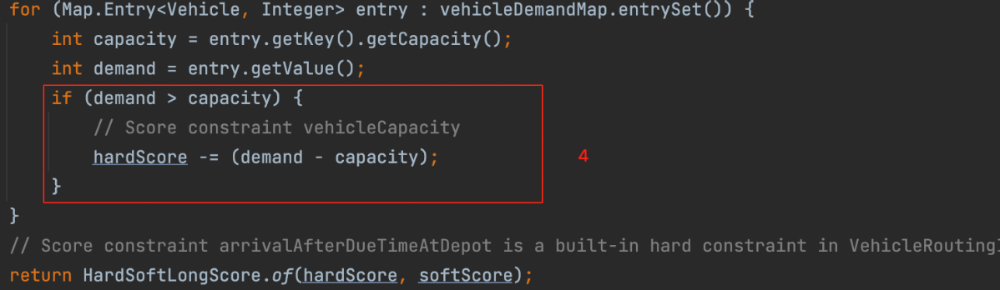 for (Map.Entry<Vehicle, Integer> entry : vehicleDemandMap.entrySet()) {
int capacity = entry.getKey().getCapacity();
int demand = entry.getValue();
if (demand > capacity) {
// Score constraint vehicleCapacity
hardScore -= (demand - capacity);
4
}
}
// Score constraint arrivalAfterDueTimeAtDepot is a built-in hard constraint in VehicleRouting
return HardSoftLongScore.of(hardScore, softScore);